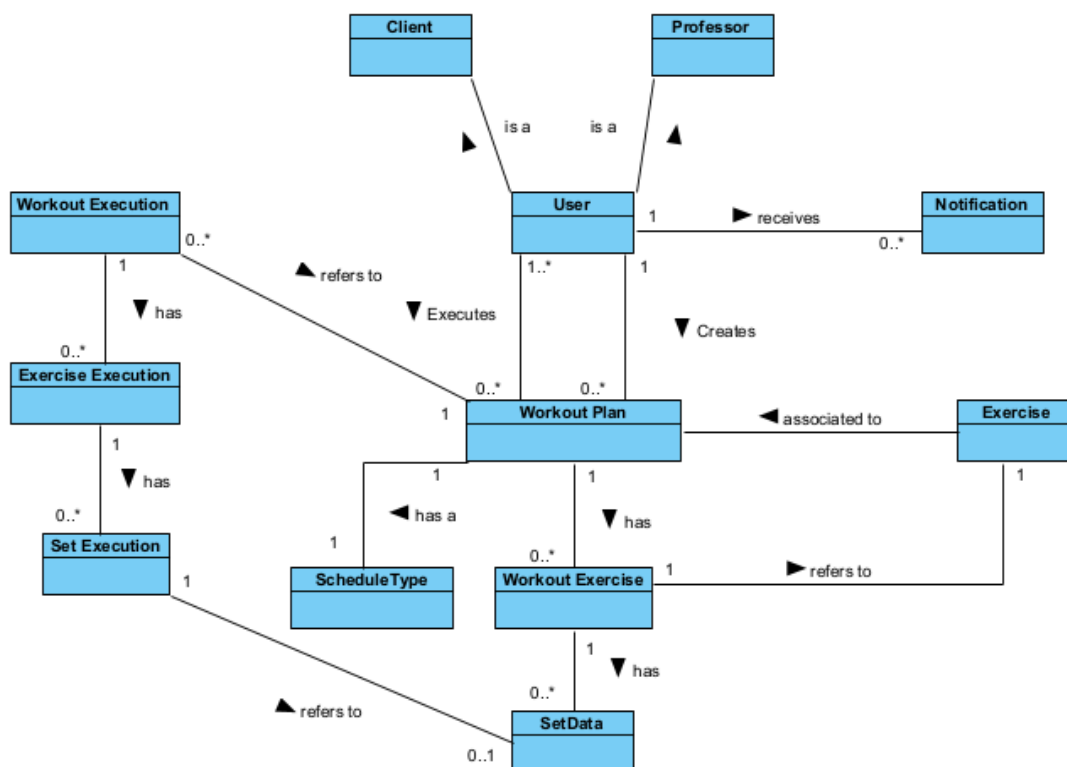 Client
Professor
is a
is a
Workout Execution
User
Notification
1
receives
0..*
0..*
1
refers to
1..*
1
has
Executes
Creates
0..*
Exercise Execution
0..*
0..*
1
Workout Plan
associated to
Exercise
1
1
1
1
has
has a
has
0..*
Set Execution
1
0..*
1
ScheduleType
Workout Exercise
1
refers to
1
has
0..*
refers to
SetData
0..1